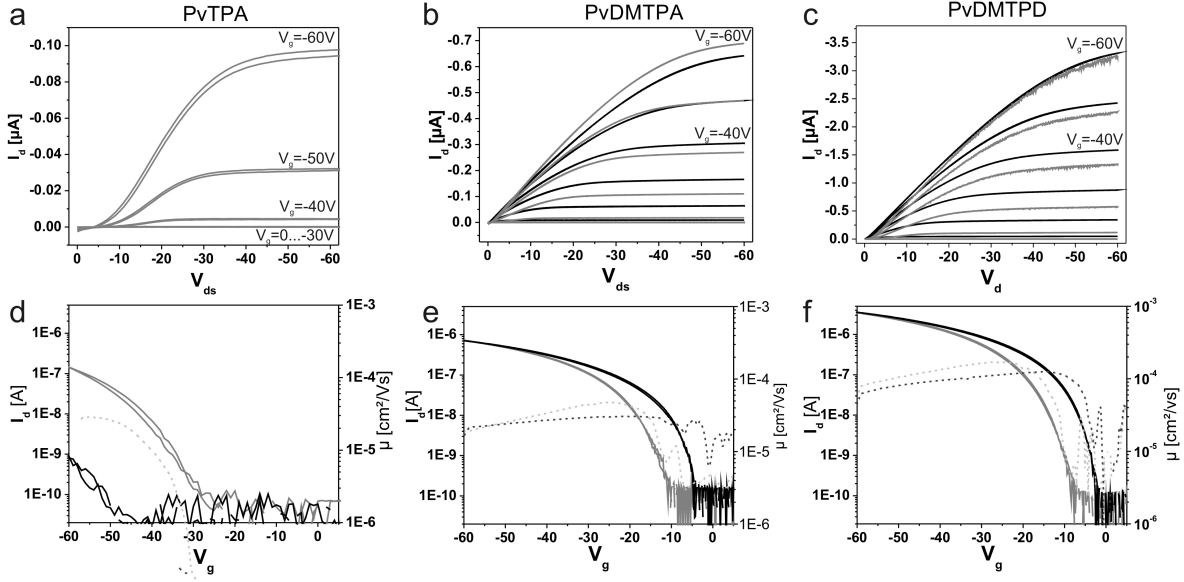 a PvTPA
I_d [µA]
-0.10
-0.08
-0.06
-0.04
-0.02
0.00
V_g=-60V
V_g=-50V
V_g=-40V
V_g=0...-30V
0 -10 -20 -30 -40 -50 -60
V_ds
b PvDMTPA
I_d [µA]
-0.7
-0.6
-0.5
-0.4
-0.3
-0.2
-0.1
0.0
V_g=-60V
V_g=-40V
0 -10 -20 -30 -40 -50 -60
V_ds
c PvDMTPD
I_d [µA]
-3.5
-3.0
-2.5
-2.0
-1.5
-1.0
-0.5
0.0
V_g=-60V
V_g=-40V
0 -10 -20 -30 -40 -50 -60
V_d
d
I_d [A]
1E-6
1E-7
1E-8
1E-9
1E-10
1E-3
1E-4
1E-5
1E-6
µ [cm²/Vs]
-60 -50 -40 -30 -20 -10 0
V_g
e
I_d [A]
1E-6
1E-7
1E-8
1E-9
1E-10
1E-3
1E-4
1E-5
1E-6
µ [cm²/Vs]
-60 -50 -40 -30 -20 -10 0
V_g
f
I_d [A]
1E-6
1E-7
1E-8
1E-9
1E-10
10⁻³
10⁻⁴
10⁻⁵
10⁻⁶
µ [cm²/vs]
-60 -50 -40 -30 -20 -10 0
V_g